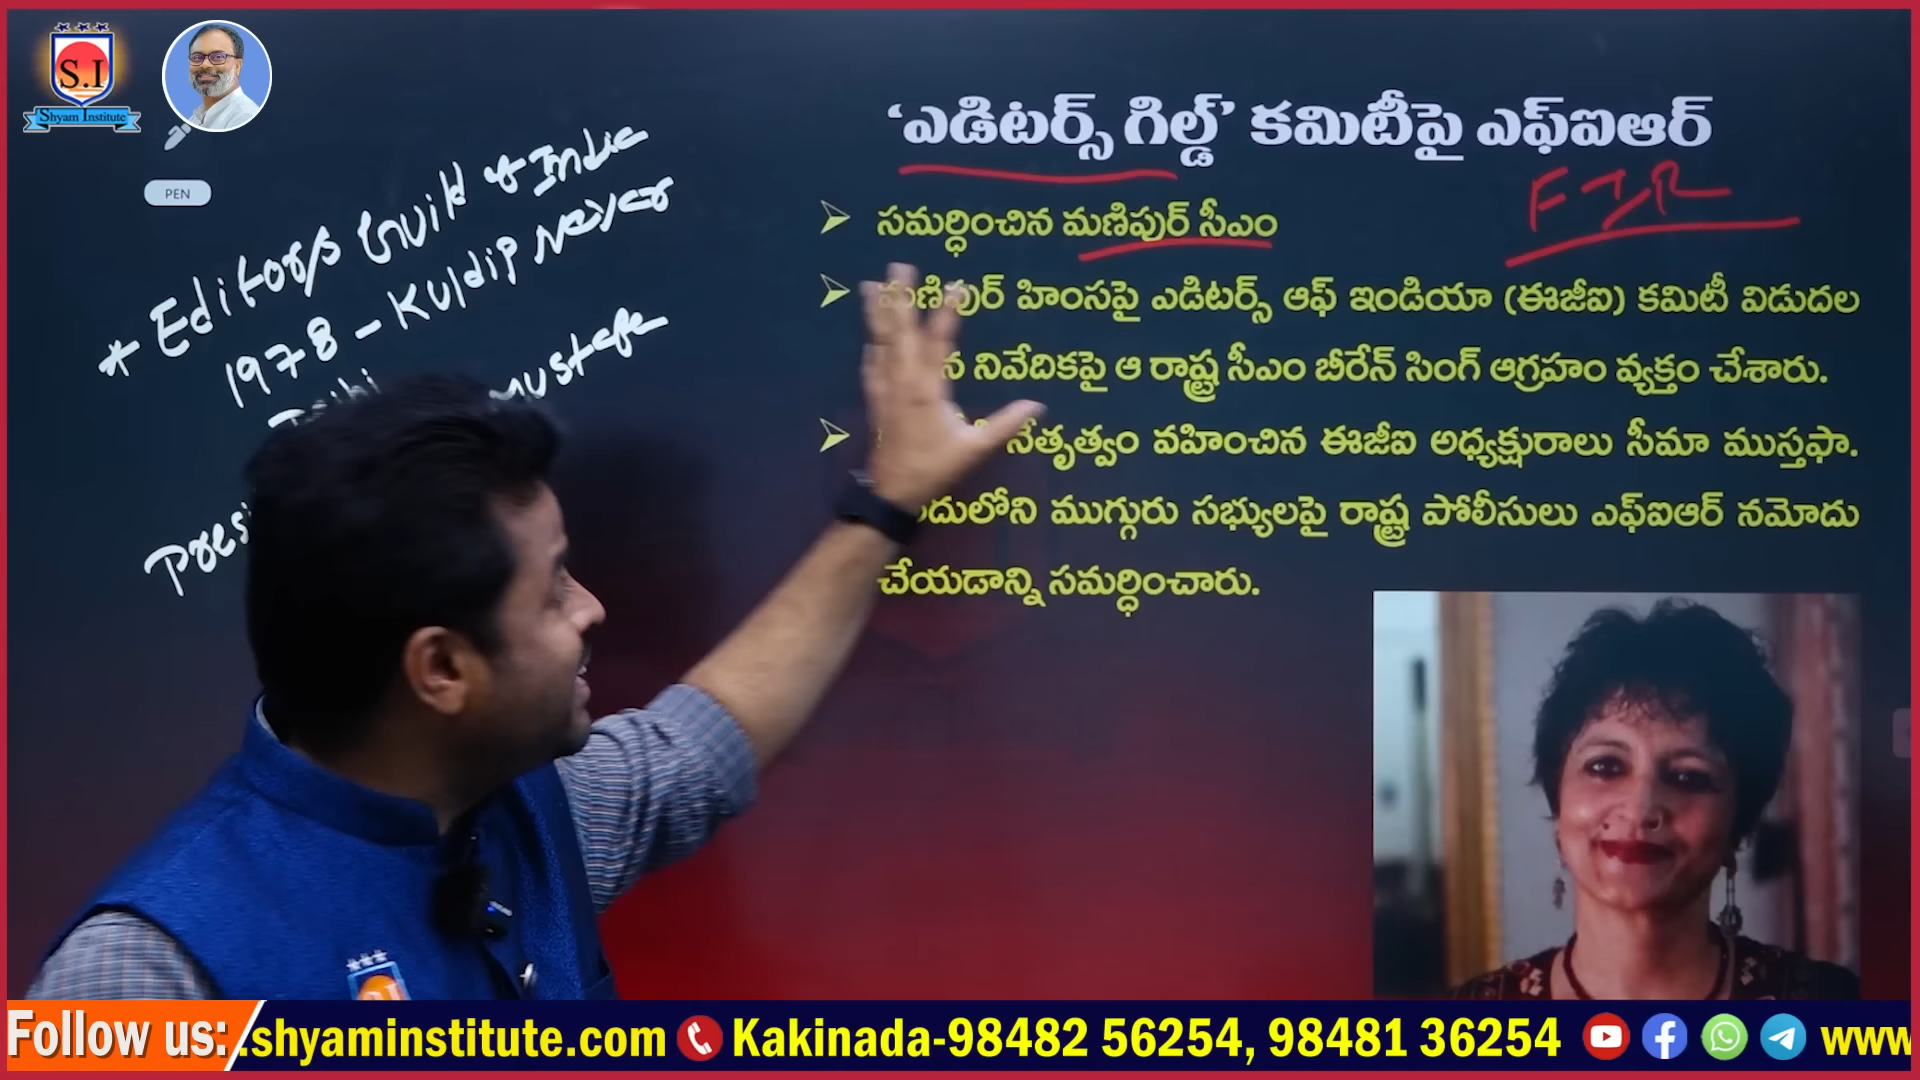 S.I
Shyam Institute
PEN
* Editors Guild of India
1978 - Kuldip Nayar
mustafa
‘ఎడిటర్స్ గిల్డ్’ కమిటీపై ఎఫ్ఐఆర్
FIR
సమర్ధించిన మణిపుర్ సీఎం
మణిపుర్ హింసపై ఎడిటర్స్ ఆఫ్ ఇండియా (ఈజీఐ) కమిటీ విడుదల
నివేదికపై ఆ రాష్ట్ర సీఎం బీరేన్ సింగ్ ఆగ్రహం వ్యక్తం చేశారు.
నేతృత్వం వహించిన ఈజీఐ అధ్యక్షురాలు సీమా ముస్తఫా.
ముగ్గురు సభ్యులపై రాష్ట్ర పోలీసులు ఎఫ్ఐఆర్ నమోదు
చేయడాన్ని సమర్ధించారు.
Follow us:
.shyaminstitute.com Kakinada-98482 56254, 98481 36254
www